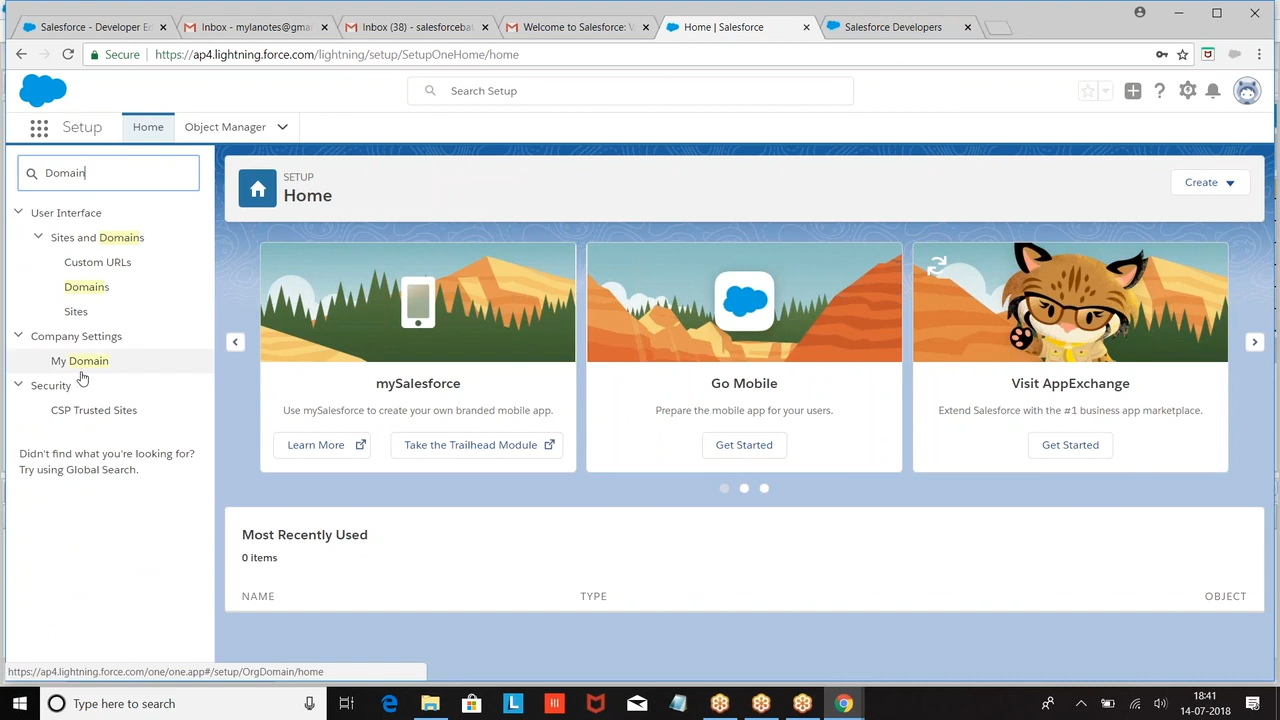 Salesforce - Developer E
Inbox - mylanotes@gma
Inbox (38) - salesforceba
Welcome to Salesforce: V
Home | Salesforce
Salesforce Developers
Secure
https://ap4.lightning.force.com/lightning/setup/SetupOneHome/home
Search Setup
Setup
Home
Object Manager
Domain
User Interface
Sites and Domains
Custom URLs
Domains
Sites
Company Settings
My Domain
Security
CSP Trusted Sites
Didn't find what you're looking for?
Try using Global Search.
SETUP
Home
Create
mySalesforce
Use mySalesforce to create your own branded mobile app.
Learn More
Take the Trailhead Module
Go Mobile
Prepare the mobile app for your users.
Get Started
Visit AppExchange
Extend Salesforce with the #1 business app marketplace.
Get Started
Most Recently Used
0 items
NAME TYPE OBJECT
https://ap4.lightning.force.com/one/one.app#/setup/OrgDomain/home
Type here to search
18:41
14-07-2018